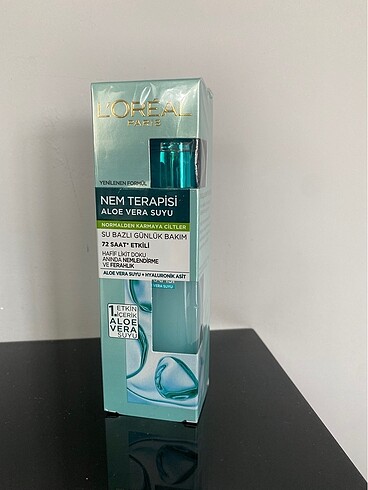 L'ORÉAL
PARIS
YENİLENEN FORMÜL
NEM TERAPİSİ
ALOE VERA SUYU
NORMALDEN KARMAYA CİLTLER
SU BAZLI GÜNLÜK BAKIM
72 SAAT* ETKİLİ
HAFİF LİKİT DOKU
ANINDA NEMLENDİRME
VE FERAHLIK
ALOE VERA SUYU + HYALURONİK ASİT
VERA SUYU
1. ETKİN
İÇERİK
ALOE
VERA
SUYU